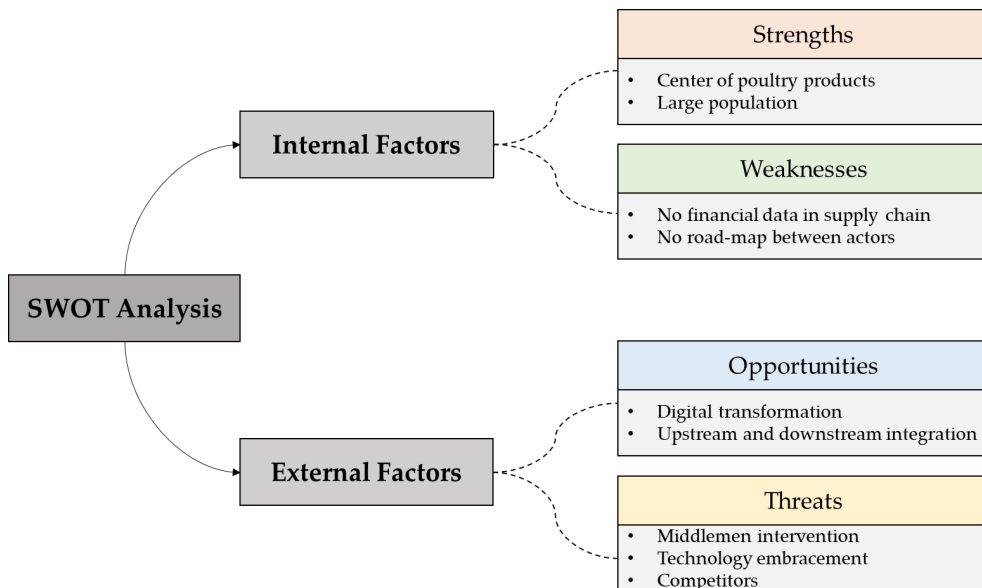 Strengths
• Center of poultry products
• Large population
Internal Factors
Weaknesses
• No financial data in supply chain
• No road-map between actors
SWOT Analysis
Opportunities
• Digital transformation
• Upstream and downstream integration
External Factors
Threats
• Middlemen intervention
• Technology embracement
• Competitors